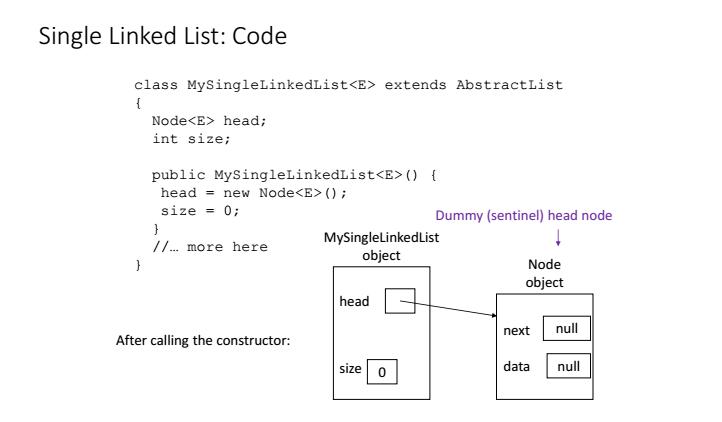 Single Linked List: Code
class MySingleLinkedList<E> extends AbstractList
{
Node<E> head;
int size;
public MySingleLinkedList<E>() {
head = new Node<E>();
size = 0;
}
//… more here
}
Dummy (sentinel) head node
MySingleLinkedList
object
Node
object
head
next null
After calling the constructor:
data null
size 0